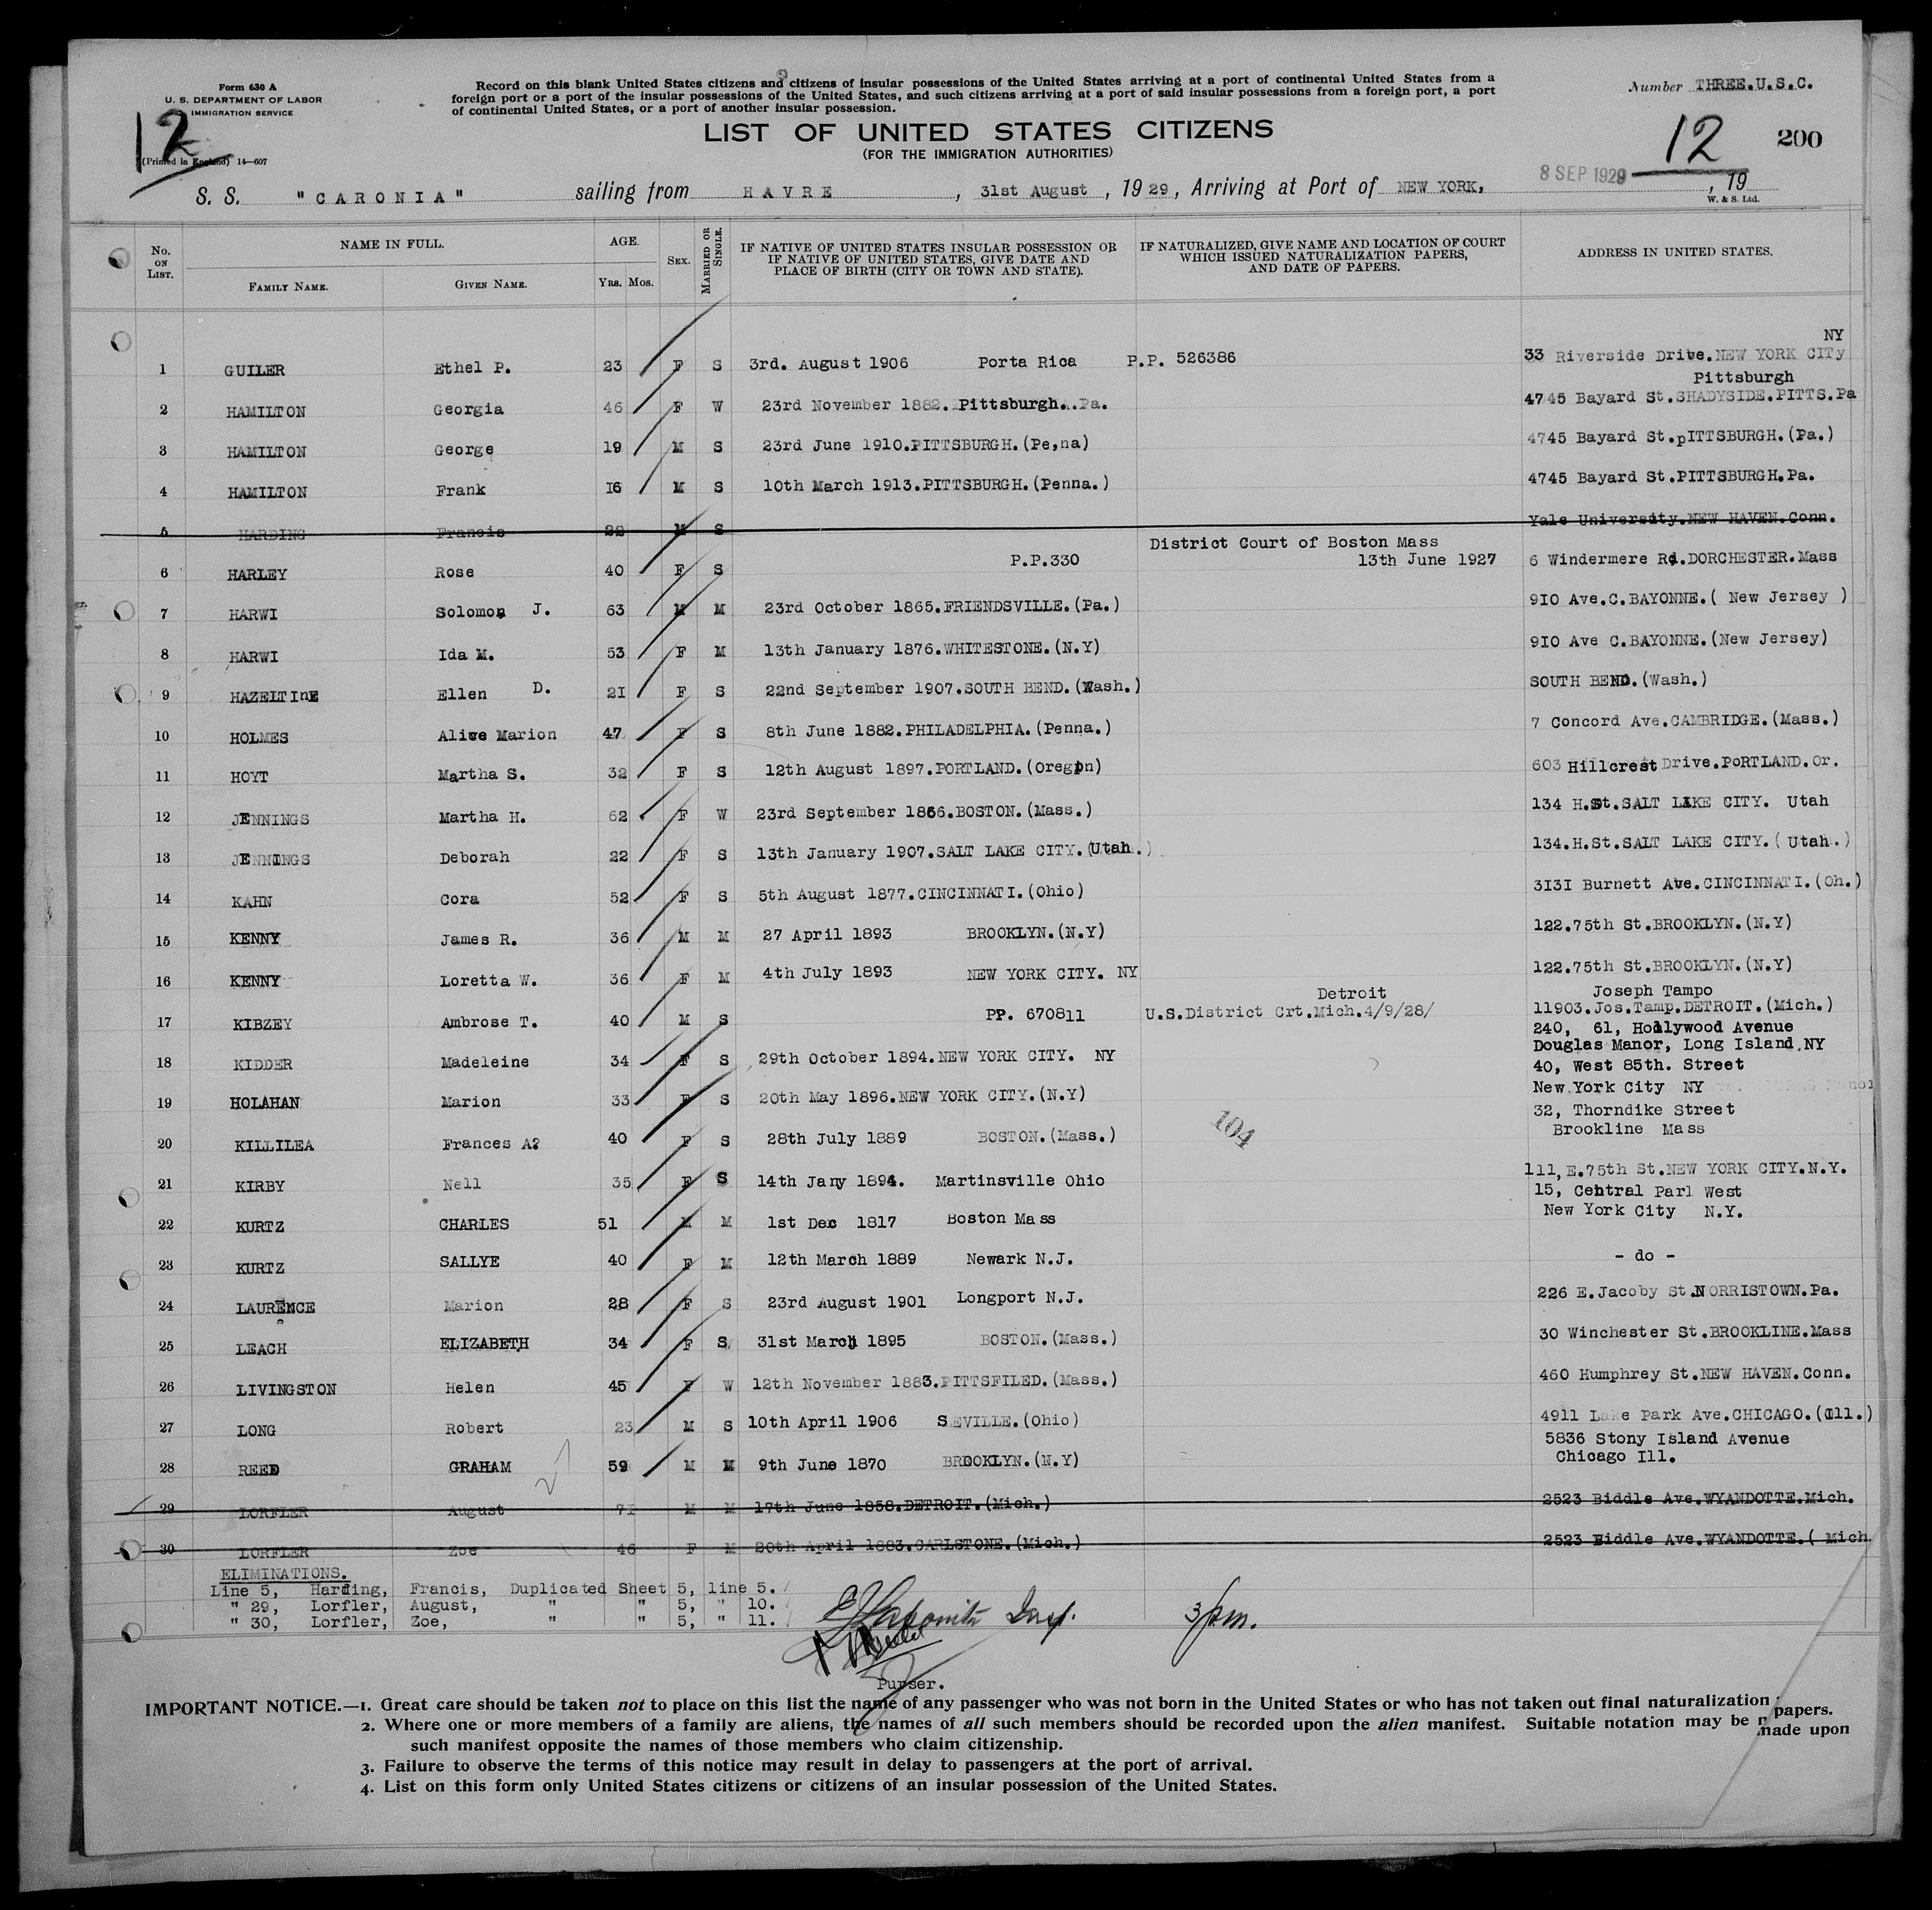 Form 630 A
U. S. DEPARTMENT OF LABOR
IMMIGRATION SERVICE
12
(Printed in England) 14—607
Record on this blank United States citizens and citizens of insular possessions of the United States arriving at a port of continental United States from a
foreign port or a port of the insular possessions of the United States, and such citizens arriving at a port of said insular possessions from a foreign port, a port
of continental United States, or a port of another insular possession.
LIST OF UNITED STATES CITIZENS
(FOR THE IMMIGRATION AUTHORITIES)
Number THREE.U.S.C.
12 200
S. S. "CARONIA" sailing from HAVRE, 31st August, 1929, Arriving at Port of NEW YORK, 8 SEP 1929, 19
W. & S. Ltd.
No. ON LIST. NAME IN FULL. FAMILY NAME. GIVEN NAME. AGE. YRS. MOS. SEX. MARRIED OR SINGLE. IF NATIVE OF UNITED STATES INSULAR POSSESSION OR IF NATIVE OF UNITED STATES, GIVE DATE AND PLACE OF BIRTH (CITY OR TOWN AND STATE). IF NATURALIZED, GIVE NAME AND LOCATION OF COURT WHICH ISSUED NATURALIZATION PAPERS, AND DATE OF PAPERS. ADDRESS IN UNITED STATES.
NY
1 GUILER Ethel P. 23 F S 3rd. August 1906 Porta Rica P.P. 526386 33 Riverside Drive.NEW YORK CITy
Pittsburgh
2 HAMILTON Georgia 46 F W 23rd November 1882. Pittsburgh..Pa. 4745 Bayard St.SHADYSIDE.PITTS.Pa
3 HAMILTON George 19 M S 23rd June 1910.PITTSBURGH.(Pe,na) 4745 Bayard St.pITTSBURGH.(Pa.)
4 HAMILTON Frank I6 M S 10th March 1913.PITTSBURGH.(Penna.) 4745 Bayard St.PITTSBURGH.Pa.
5 HARDING Francis 28 M S Yale University.NEW HAVEN.Conn.
District Court of Boston Mass
6 HARLEY Rose 40 F S P.P.330 13th June 1927 6 Windermere Rd.DORCHESTER.Mass
7 HARWI Solomon J. 63 M M 23rd October 1865.FRIENDSVILLE.(Pa.) 9I0 Ave.C.BAYONNE.( New Jersey )
8 HARWI Ida M. 53 F M 13th January 1876.WHITESTONE.(N.Y) 9I0 Ave C.BAYONNE.(New Jersey)
9 HAZELTInE Ellen D. 2I F S 22nd September 1907.SOUTH BEND.(Wash.) SOUTH BEND.(Wash.)
10 HOLMES Alice Marion 47 F S 8th June 1882.PHILADELPHIA.(Penna.) 7 Concord Ave.CAMBRIDGE.(Mass.)
11 HOYT Martha S. 32 F S 12th August 1897.PORTLAND.(Oregon) 603 Hillcrest Drive.PoRTLAND.Or.
12 JENNINGS Martha H. 62 F W 23rd September 1866.BOSTON.(Mass.) 134 H.St.SALT LAKE CITY. Utah
13 JENNINGS Deborah 22 F S 13th January 1907.SALT LAKE CITY.(Utah.) 134.H.St.SALT LAKE CITY.( Utah.)
14 KAHN Cora 52 F S 5th August 1877.CINCINNATI.(Ohio) 3I3I Burnett Ave.CINCINNATI.(Oh.)
15 KENNY James R. 36 M M 27 April 1893 BROOKLYN.(N.Y) 122.75th St.BROOKLYN.(N.Y)
16 KENNY Loretta W. 36 F M 4th July 1893 NEW YORK CITY. NY 122.75th St.BROOKLYN.(N.Y)
Detroit Joseph Tampo
17 KIBZEY Ambrose T. 40 M S PP. 670811 U.S.District Crt.Mich.4/9/28/ 11903.Jos.Tamp.DETROIT.(Mich.)
240, 61, Hollywood Avenue
18 KIDDER Madeleine 34 F S 29th October 1894.NEW YORK CITY. NY Douglas Manor, Long Island.NY
40, West 85th. Street
19 HOLAHAN Marion 33 F S 20th May 1896.NEW YORK CITY.(N.Y) New York City NY
32, Thorndike Street
20 KILLILEA Frances A? 40 F S 28th July 1889 BOSTON.(Mass.) 104 Brookline Mass
21 KIRBY Nell 35 F S 14th Jany 1894. Martinsville Ohio 111, E.75th St.NEW YORK CITY.N.Y.
15, Central Parl West
22 KURTZ CHARLES 51 M M 1st Dec 1817 Boston Mass New York City N.Y.
23 KURTZ SALLYE 40 F M 12th March 1889 Newark N.J. - do -
24 LAURENCE Marion 28 F S 23rd August 1901 Longport N.J. 226 E.Jacoby St.NORRISTOWN.Pa.
25 LEACH ELIZABETH 34 F S 31st March 1895 BOSTON.(Mass.) 30 Winchester St.BROOKLINE.Mass
26 LIVINGSTON Helen 45 F W 12th November 1883.PITTSFILED.(Mass.) 460 Humphrey St.NEW HAVEN.Conn.
27 LONG Robert 23 M S 10th April 1906 SEVILLE.(Ohio) 4911 Lake Park Ave.CHICAGO.(Ill.)
5836 Stony Island Avenue
28 REED GRAHAM 59 M M 9th June 1870 BROOKLYN.(N.Y) Chicago Ill.
29 LORFLER August 7I M M 17th June 1858.DETROIT.(Mich.) 2523 Biddle Ave.WYANDOTTE.Mich.
30 LORFLER Zoe 46 F M 20th April 1883.CARLSTONE.(Mich.) 2523 Biddle Ave.WYANDOTTE.( Mich
ELIMINATIONS.
Line 5, Harding, Francis, Duplicated Sheet 5, line 5.
" 29, Lorfler, August, " " 5, " 10.
" 30, Lorfler, Zoe, " " 5, " 11.
3 pm.
Purser.
IMPORTANT NOTICE.—1. Great care should be taken not to place on this list the name of any passenger who was not born in the United States or who has not taken out final naturalization papers.
2. Where one or more members of a family are aliens, the names of all such members should be recorded upon the alien manifest. Suitable notation may be made upon
such manifest opposite the names of those members who claim citizenship.
3. Failure to observe the terms of this notice may result in delay to passengers at the port of arrival.
4. List on this form only United States citizens or citizens of an insular possession of the United States.